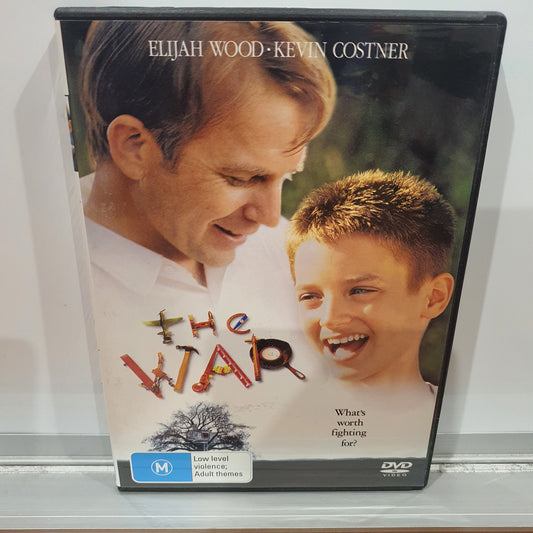 ELIJAH WOOD · KEVIN COSTNER
THE
WAR
What's
worth
fighting
for?
M
Low level
violence;
Adult themes
DVD
VIDEO